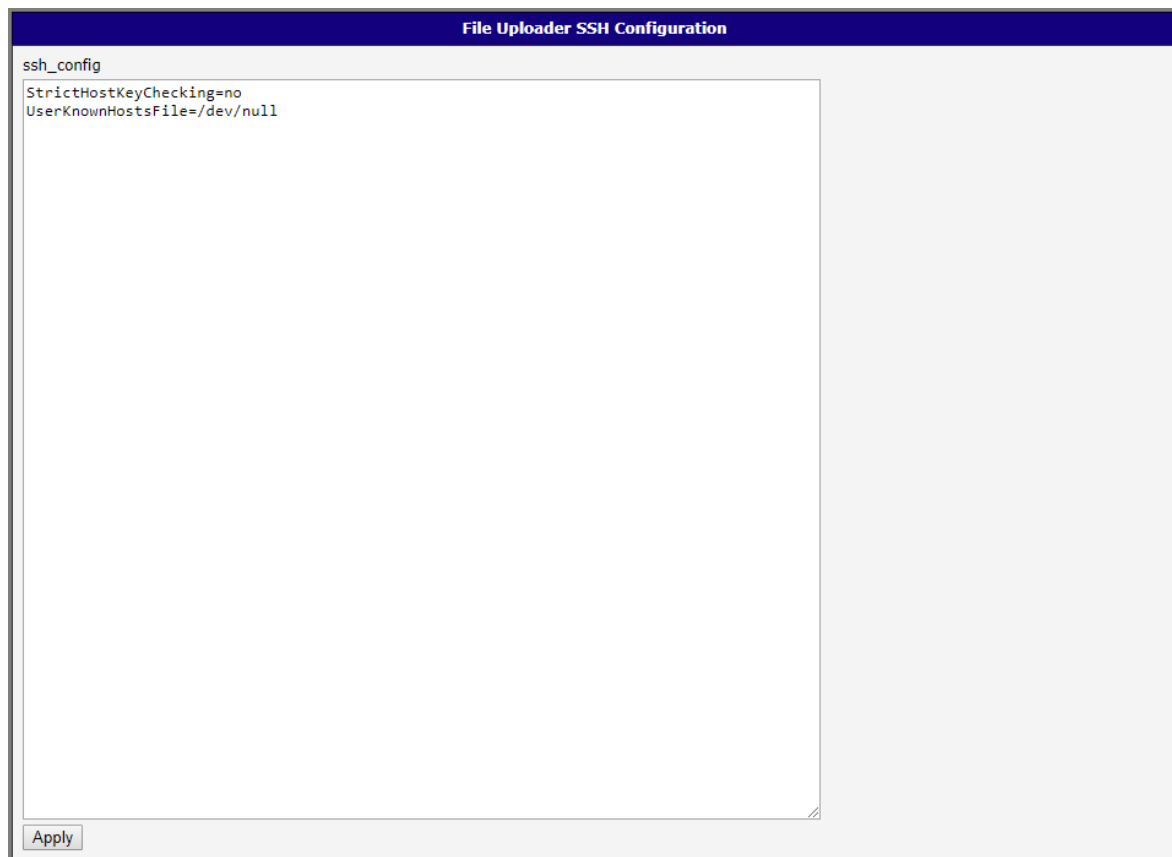 File Uploader SSH Configuration
ssh_config
StrictHostKeyChecking=no
UserKnownHostsFile=/dev/null
Apply